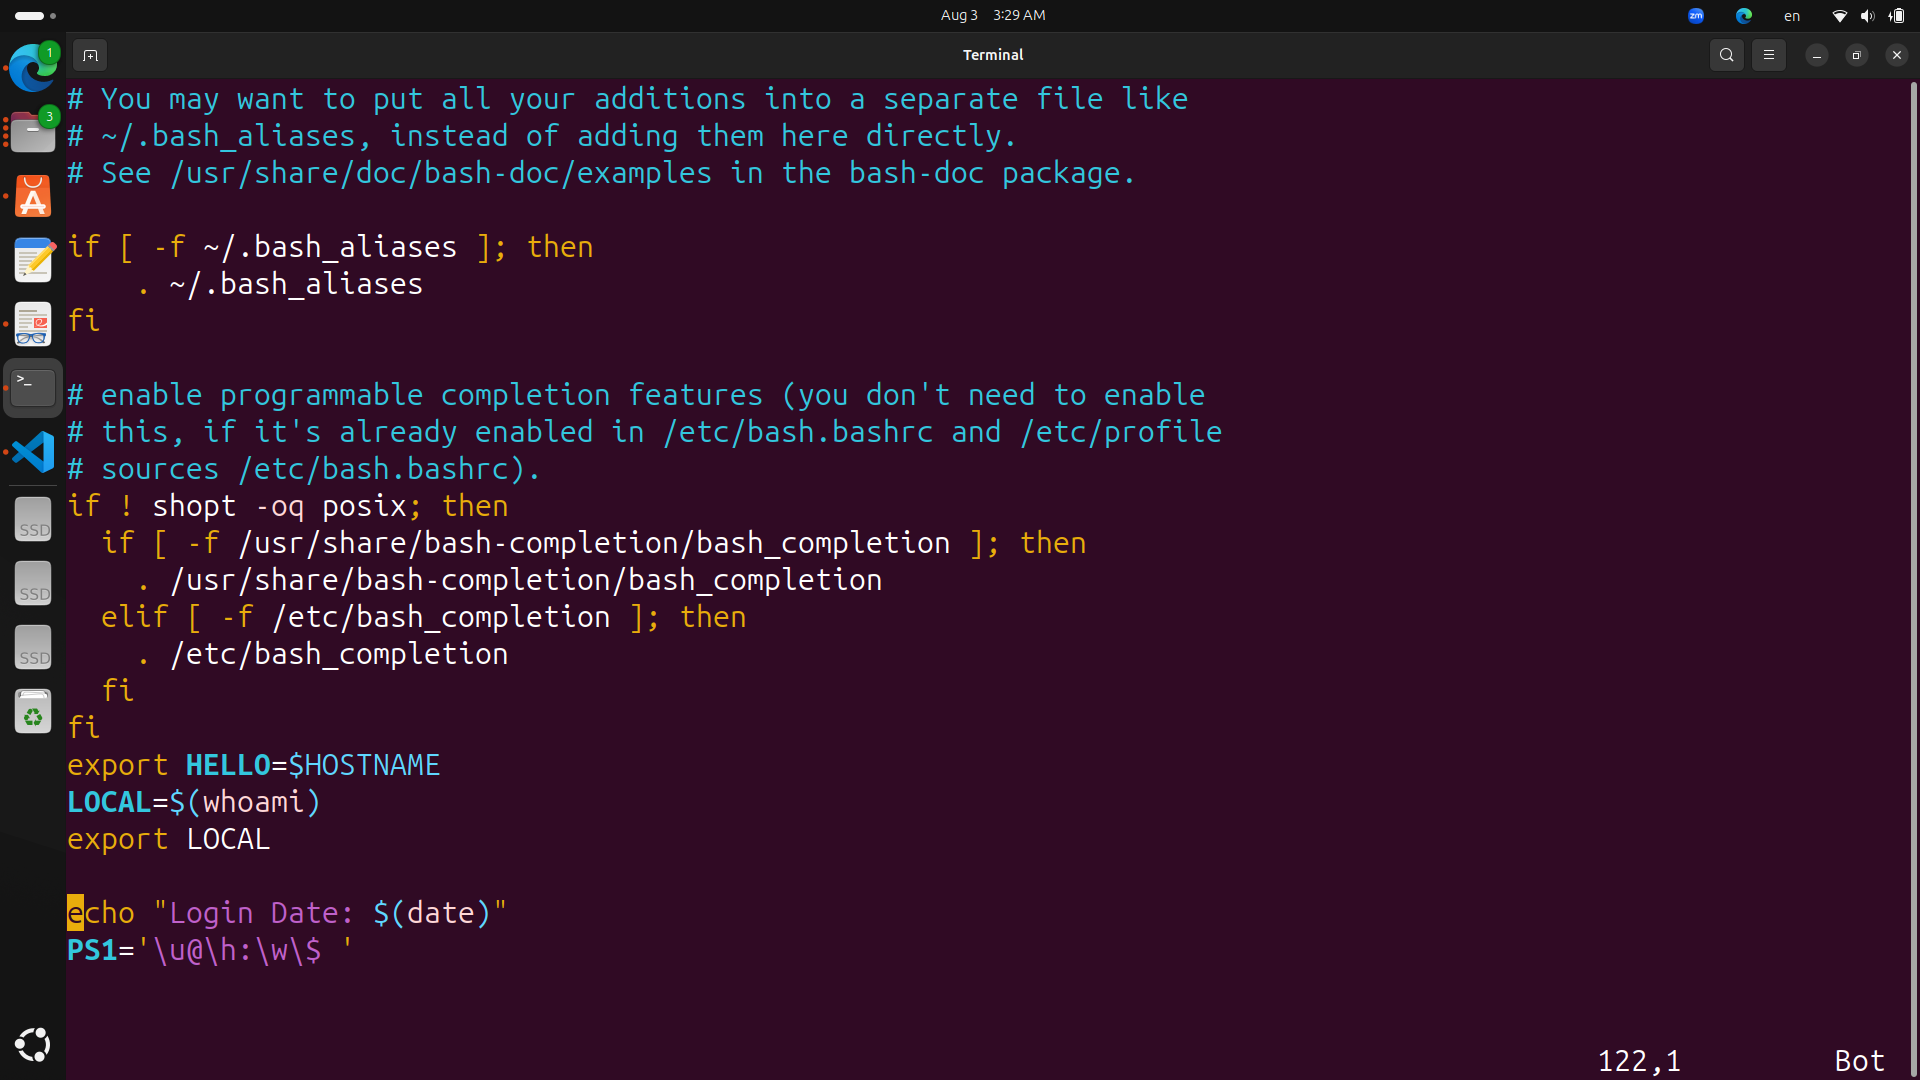 Aug 3 3:29 AM
zm
en
Terminal
1
3
# You may want to put all your additions into a separate file like
# ~/.bash_aliases, instead of adding them here directly.
# See /usr/share/doc/bash-doc/examples in the bash-doc package.
if [ -f ~/.bash_aliases ]; then
    . ~/.bash_aliases
fi
# enable programmable completion features (you don't need to enable
# this, if it's already enabled in /etc/bash.bashrc and /etc/profile
# sources /etc/bash.bashrc).
if ! shopt -oq posix; then
  if [ -f /usr/share/bash-completion/bash_completion ]; then
    . /usr/share/bash-completion/bash_completion
  elif [ -f /etc/bash_completion ]; then
    . /etc/bash_completion
  fi
fi
export HELLO=$HOSTNAME
LOCAL=$(whoami)
export LOCAL
echo "Login Date: $(date)"
PS1='\u@\h:\w\$ '
122,1 Bot
>_
SSD
SSD
SSD